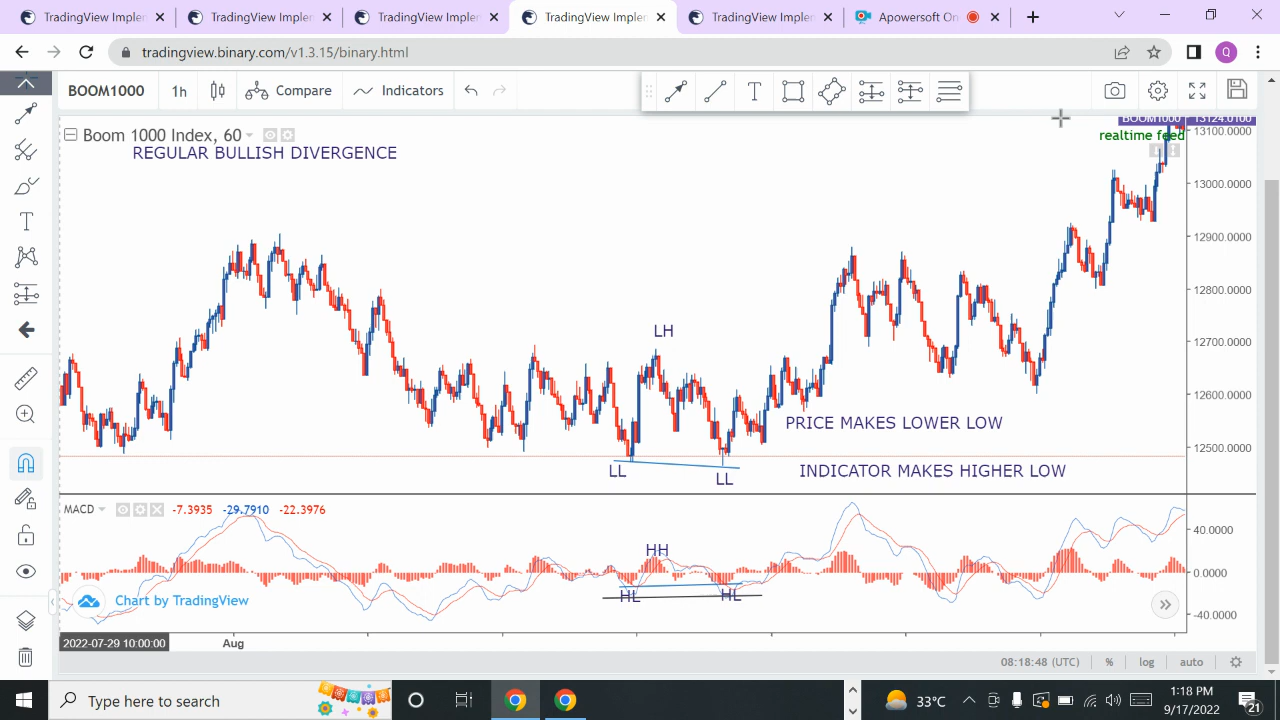 TradingView Impler
TradingView Impler
TradingView Impler
TradingView Impler
TradingView Imple
Apowersoft On
tradingview.binary.com/v1.3.15/binary.html
Q
BOOM1000
1h
Compare
Indicators
Boom 1000 Index, 60
REGULAR BULLISH DIVERGENCE
BOOM1000
13124.0100
realtime feed
13100.0000
13000.0000
12900.0000
12800.0000
12700.0000
12600.0000
12500.0000
LH
PRICE MAKES LOWER LOW
LL
LL
INDICATOR MAKES HIGHER LOW
MACD
-7.3935
-29.7910
-22.3976
HH
HL
HL
40.0000
0.0000
-40.0000
Chart by TradingView
2022-07-29 10:00:00
Aug
08:18:48 (UTC)
%
log
auto
Type here to search
33°C
1:18 PM
9/17/2022
21